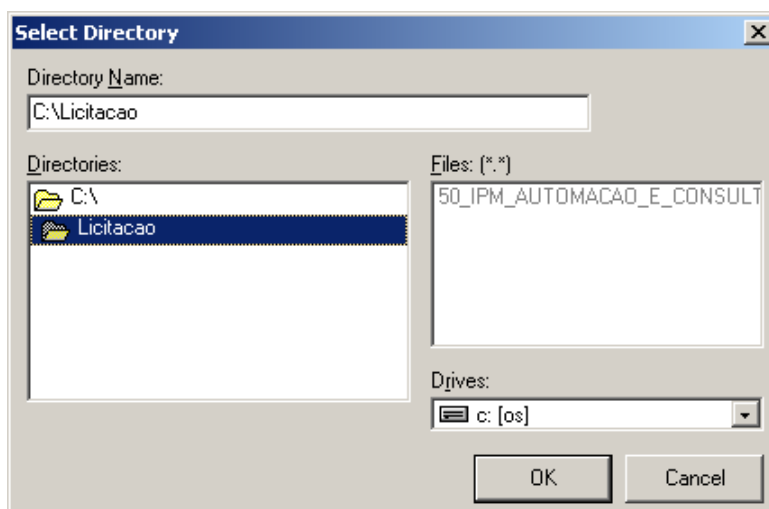 Select Directory
Directory Name:
C:\Licitacao
Directories:
C:\
Licitacao
Files: (*.*)
50_IPM_AUTOMACAO_E_CONSULT
Drives:
c: [os]
OK
Cancel